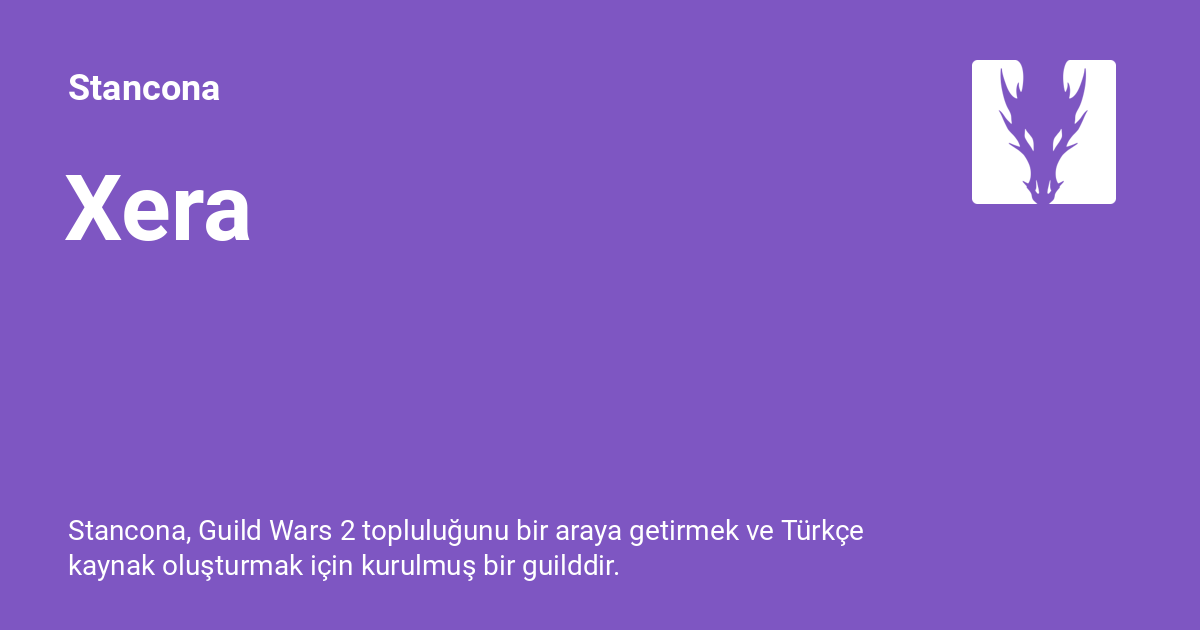 Stancona
Xera
Stancona, Guild Wars 2 topluluğunu bir araya getirmek ve Türkçe
kaynak oluşturmak için kurulmuş bir guilddir.